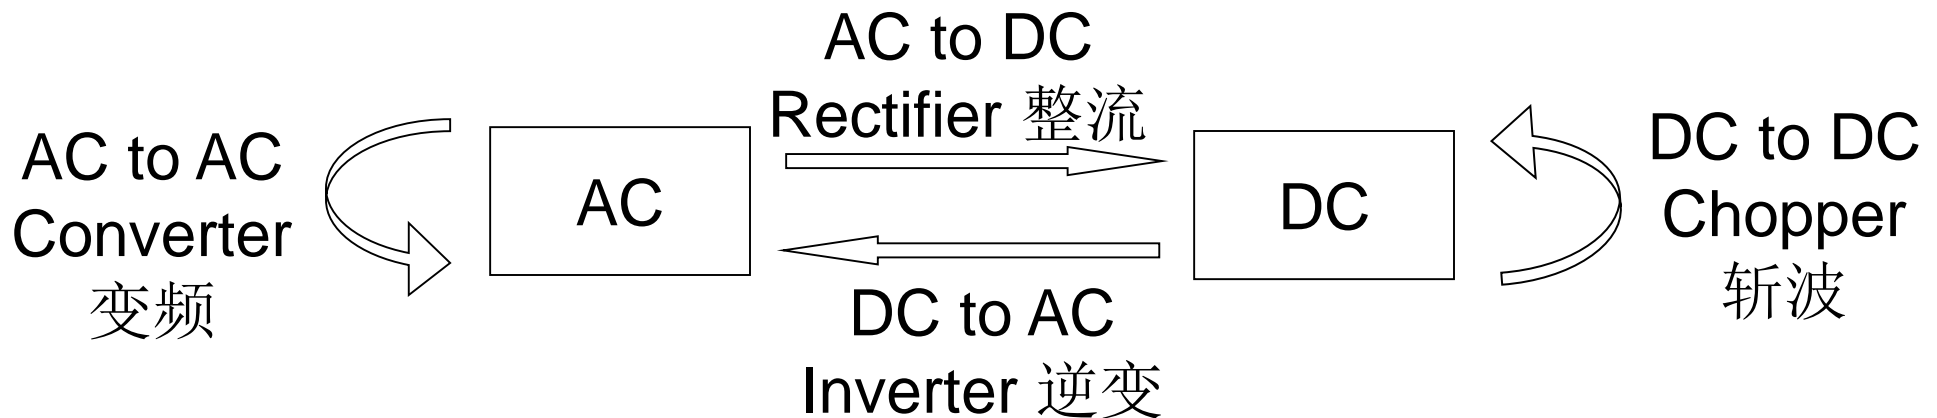 AC to DC
Rectifier 整流
AC to AC
Converter
变频
AC
DC
DC to DC
Chopper
斩波
DC to AC
Inverter 逆变